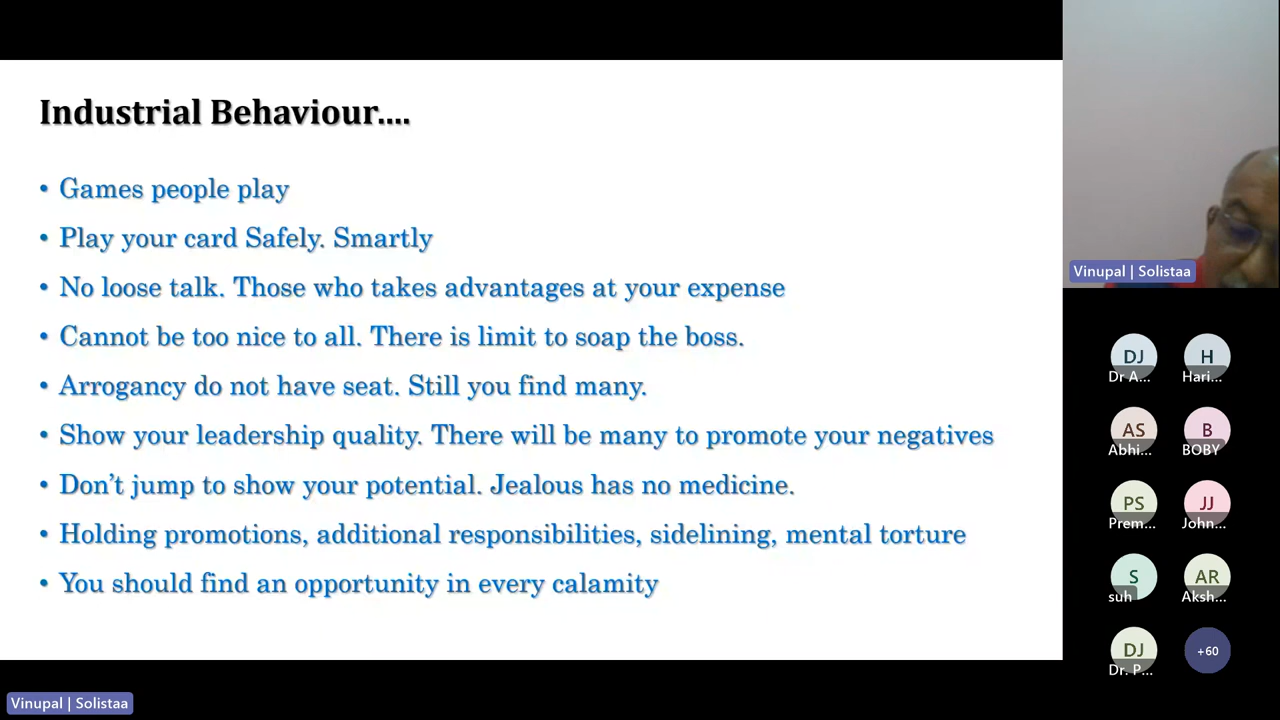 Industrial Behaviour....
• Games people play
• Play your card Safely. Smartly
• No loose talk. Those who takes advantages at your expense
• Cannot be too nice to all. There is limit to soap the boss.
• Arrogancy do not have seat. Still you find many.
• Show your leadership quality. There will be many to promote your negatives
• Don’t jump to show your potential. Jealous has no medicine.
• Holding promotions, additional responsibilities, sidelining, mental torture
• You should find an opportunity in every calamity
Vinupal | Solistaa
DJ
Dr A...
H
Hari...
AS
Abhi...
B
BOBY
PS
Prem...
JJ
John...
S
suh
AR
Aksh...
DJ
Dr. P...
+60
Vinupal | Solistaa